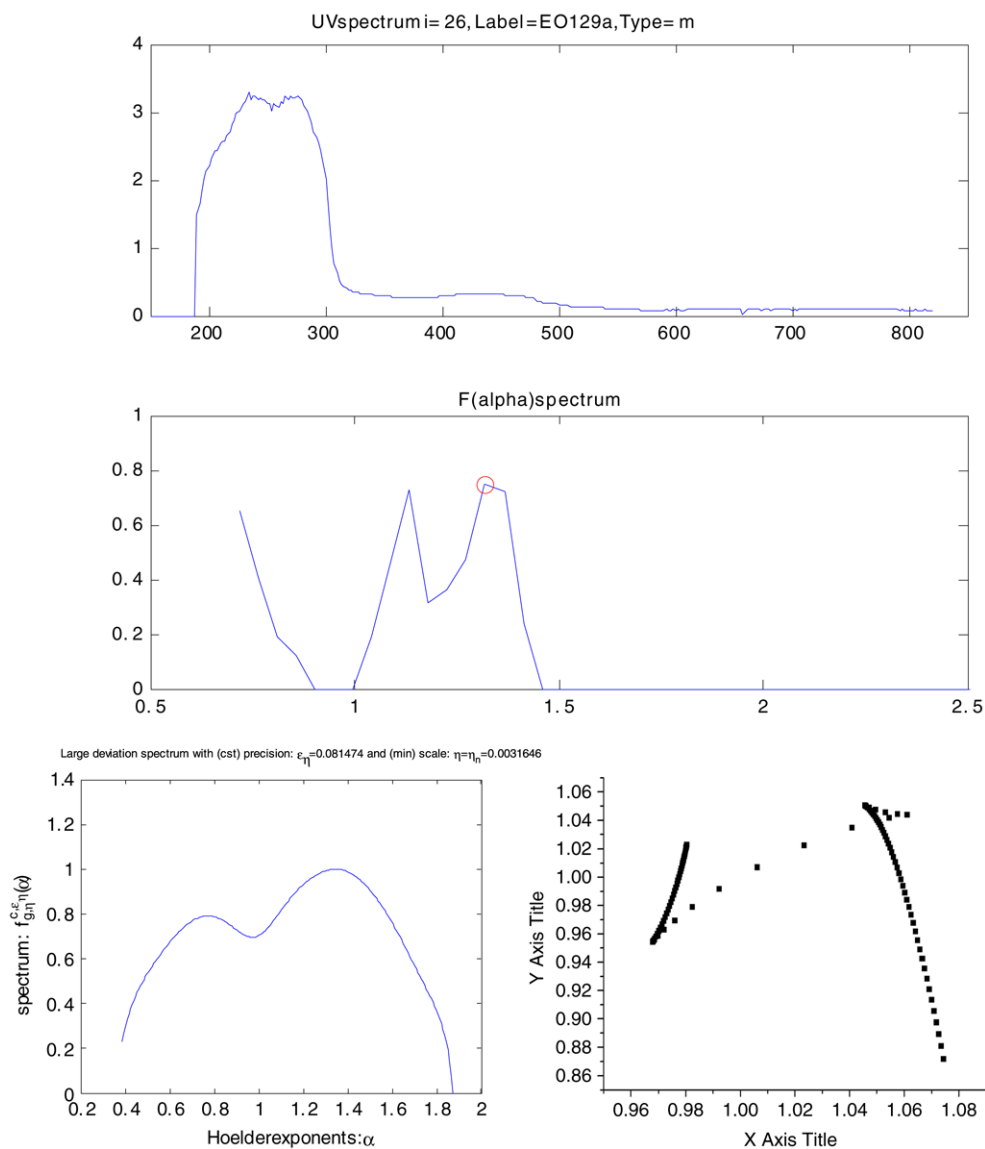 UVspectrum i= 26, Label=EO129a, Type= m
4
3
2
1
0
200 300 400 500 600 700 800
F(alpha)spectrum
1
0.8
0.6
0.4
0.2
0
0.5 1 1.5 2 2.5
Large deviation spectrum with (cst) precision: εη=0.081474 and (min) scale: η=ηn=0.0031646
1.4
1.2
1
0.8
0.6
0.4
0.2
0
spectrum: f_{g,η}^{c,εη}(α)
0.2 0.4 0.6 0.8 1 1.2 1.4 1.6 1.8 2
Hoelderexponents:α
1.06
1.04
1.02
1.00
0.98
0.96
0.94
0.92
0.90
0.88
0.86
Y Axis Title
0.96 0.98 1.00 1.02 1.04 1.06 1.08
X Axis Title